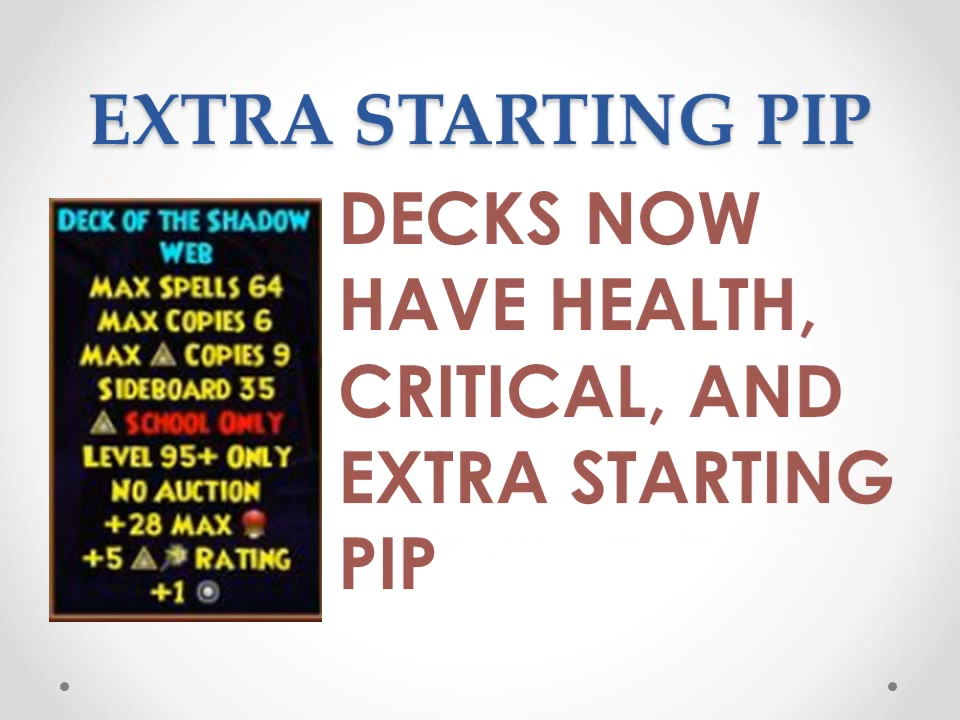 EXTRA STARTING PIP
DECK OF THE SHADOW
WEB
MAX SPELLS 64
MAX COPIES 6
MAX COPIES 9
SIDEBOARD 35
SCHOOL ONLY
LEVEL 95+ ONLY
NO AUCTION
+28 MAX
+5 RATING
+1
DECKS NOW
HAVE HEALTH,
CRITICAL, AND
EXTRA STARTING
PIP